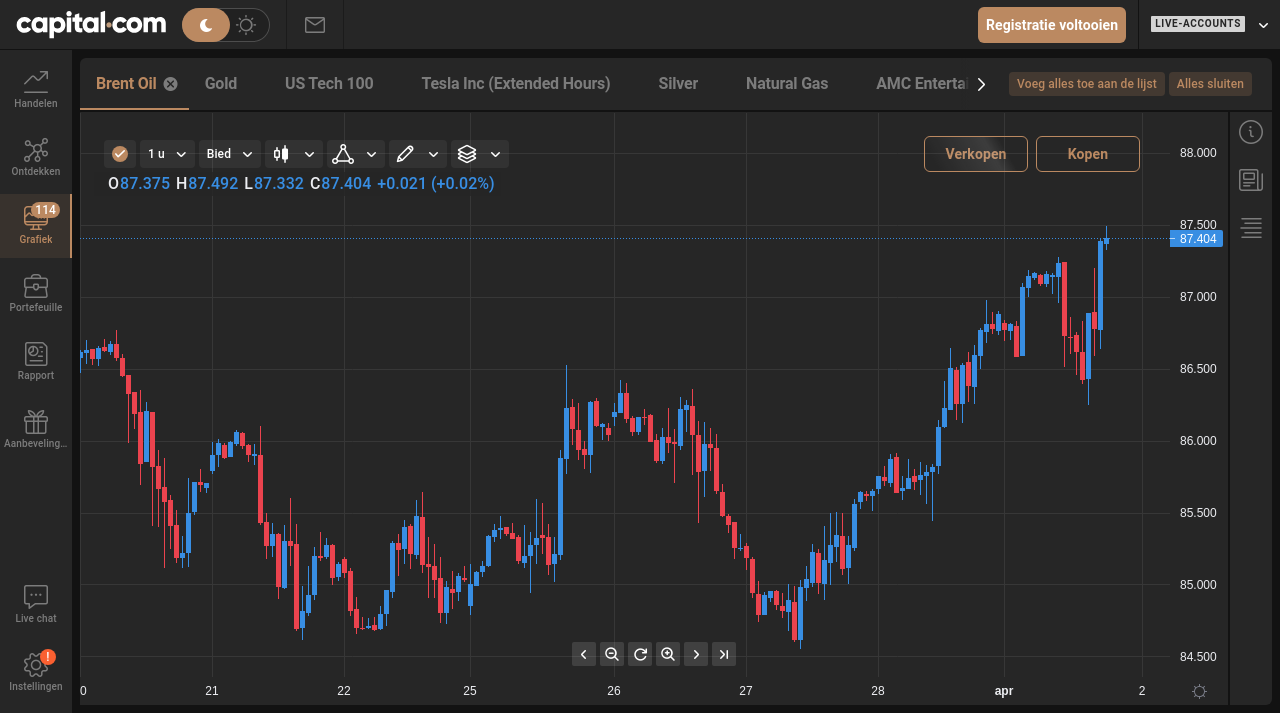 capital.com
Registratie voltooien
LIVE-ACCOUNTS
Handelen
Ontdekken
114
Grafiek
Portefeuille
Rapport
Aanbeveling...
Live chat
!
Instellingen
Brent Oil
Gold
US Tech 100
Tesla Inc (Extended Hours)
Silver
Natural Gas
AMC Enterta
Voeg alles toe aan de lijst
Alles sluiten
1 u
Bied
Verkopen
Kopen
O87.375 H87.492 L87.332 C87.404 +0.021 (+0.02%)
88.000
87.500
87.404
87.000
86.500
86.000
85.500
85.000
84.500
0 21 22 25 26 27 28 apr 2